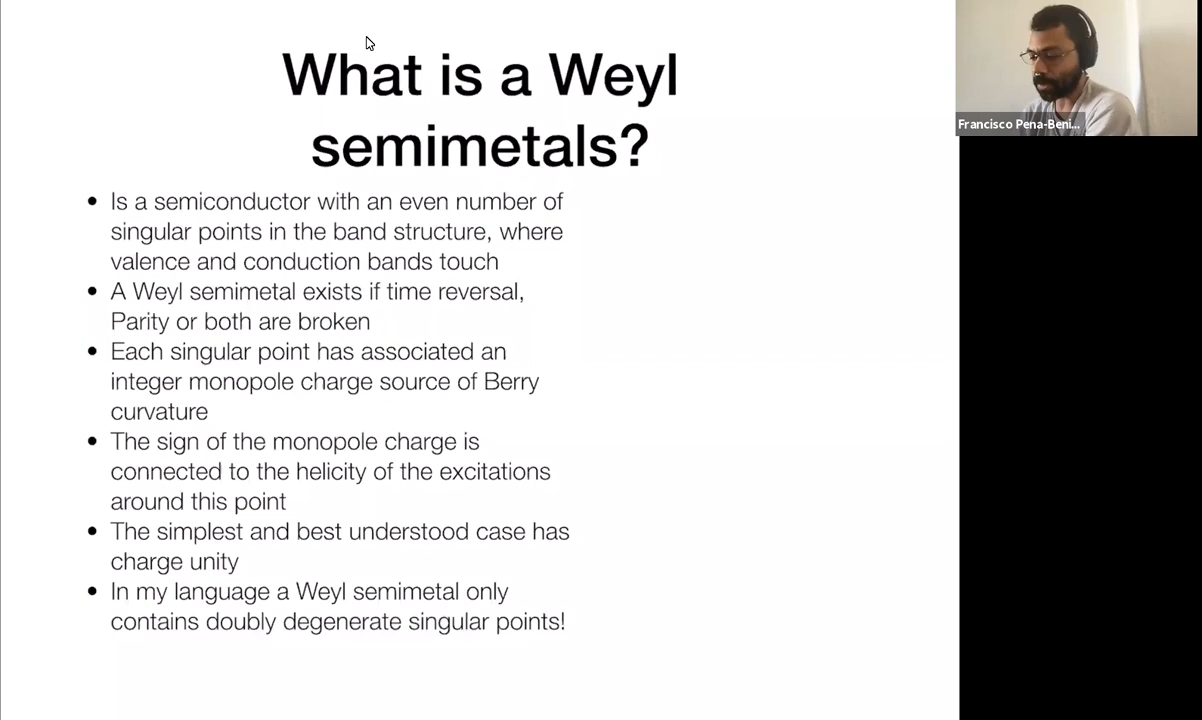 What is a Weyl
semimetals?
• Is a semiconductor with an even number of
singular points in the band structure, where
valence and conduction bands touch
• A Weyl semimetal exists if time reversal,
Parity or both are broken
• Each singular point has associated an
integer monopole charge source of Berry
curvature
• The sign of the monopole charge is
connected to the helicity of the excitations
around this point
• The simplest and best understood case has
charge unity
• In my language a Weyl semimetal only
contains doubly degenerate singular points!
Francisco Pena-Beni...